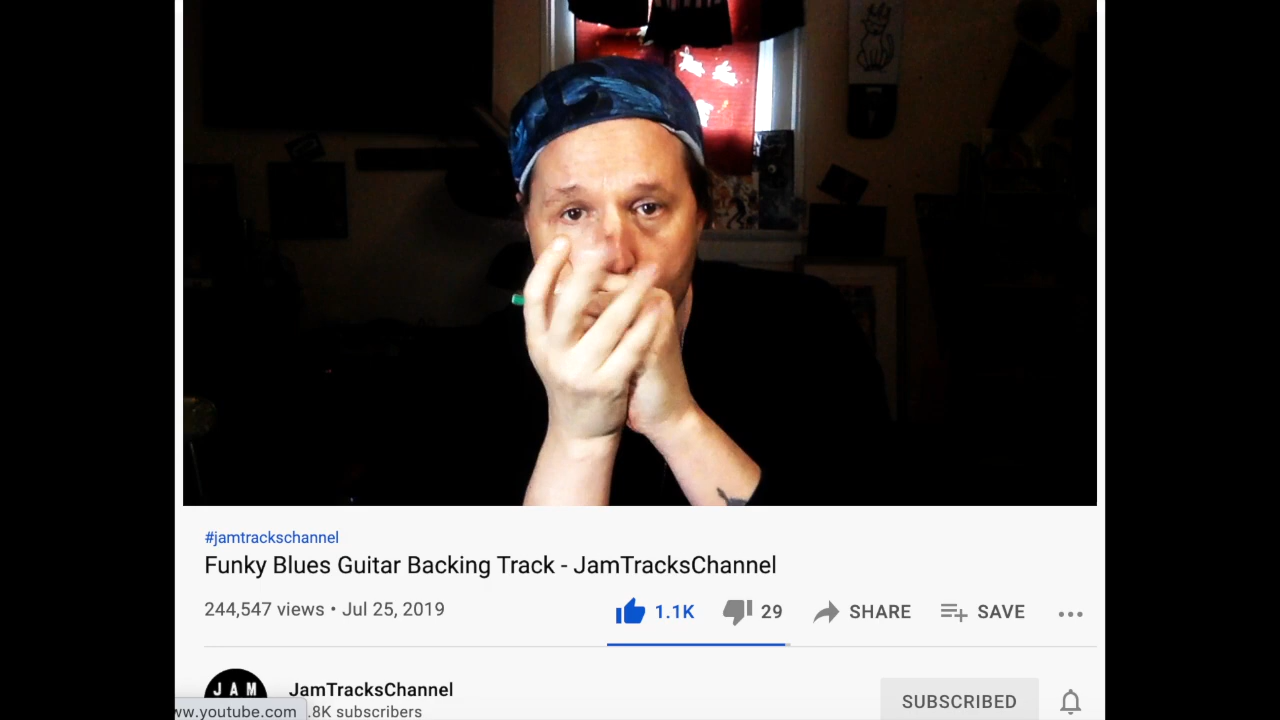 #jamtrackschannel
Funky Blues Guitar Backing Track - JamTracksChannel
244,547 views • Jul 25, 2019
1.1K
29
SHARE
SAVE
JAM
JamTracksChannel
.8K subscribers
SUBSCRIBED
ww.youtube.com